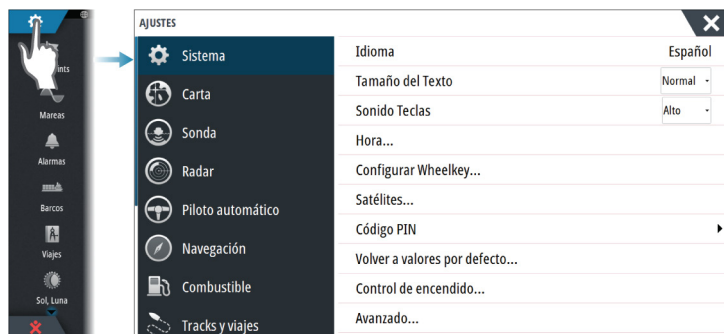 ints
Mareas
Alarmas
Barcos
Viajes
Sol, Luna
AJUSTES
Sistema
Carta
Sonda
Radar
Piloto automático
Navegación
Combustible
Tracks y viajes
Idioma Español
Tamaño del Texto Normal
Sonido Teclas Alto
Hora...
Configurar Wheelkey...
Satélites...
Código PIN
Volver a valores por defecto...
Control de encendido...
Avanzado...